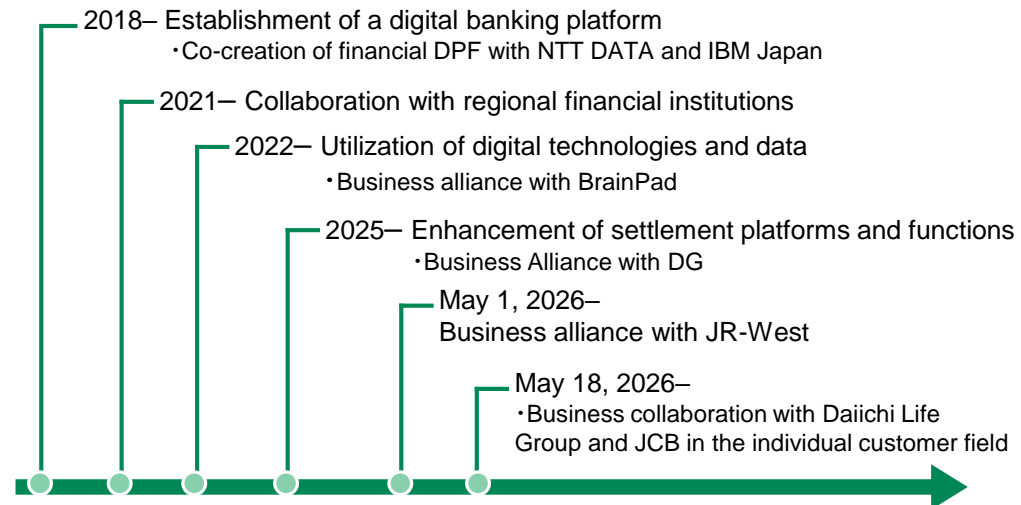 2018– Establishment of a digital banking platform
・Co-creation of financial DPF with NTT DATA and IBM Japan
2021– Collaboration with regional financial institutions
2022– Utilization of digital technologies and data
・Business alliance with BrainPad
2025– Enhancement of settlement platforms and functions
・Business Alliance with DG
May 1, 2026–
Business alliance with JR-West
May 18, 2026–
・Business collaboration with Daiichi Life
Group and JCB in the individual customer field